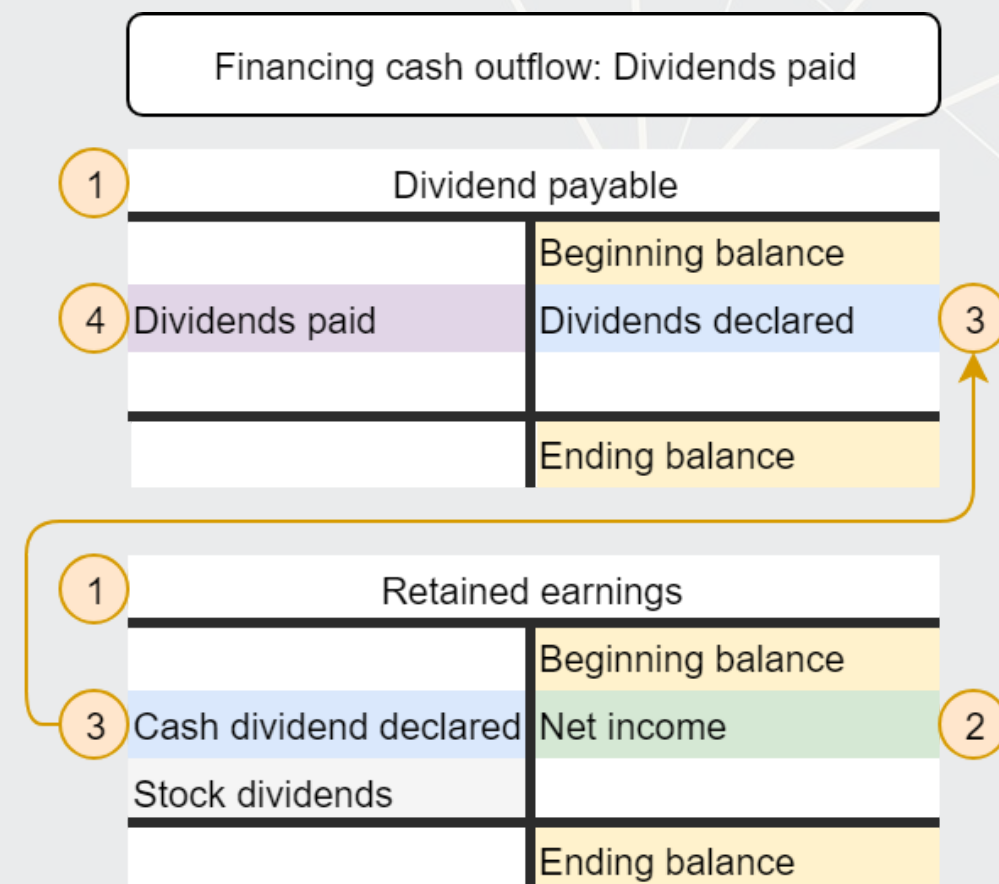 Financing cash outflow: Dividends paid
1
Dividend payable
Beginning balance
4
Dividends paid
Dividends declared
3
Ending balance
1
Retained earnings
Beginning balance
3
Cash dividend declared
Net income
2
Stock dividends
Ending balance